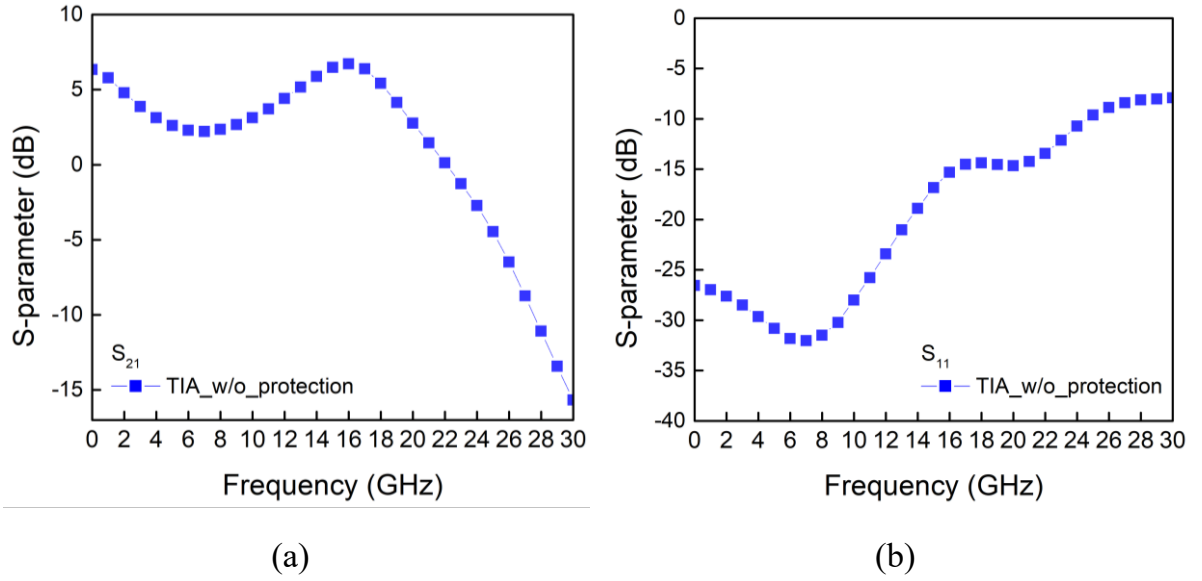 10
5
0
-5
-10
-15
S-parameter (dB)
S21
TIA_w/o_protection
0 2 4 6 8 10 12 14 16 18 20 22 24 26 28 30
Frequency (GHz)
(a)
0
-5
-10
-15
-20
-25
-30
-35
-40
S-parameter (dB)
S11
TIA_w/o_protection
0 2 4 6 8 10 12 14 16 18 20 22 24 26 28 30
Frequency (GHz)
(b)